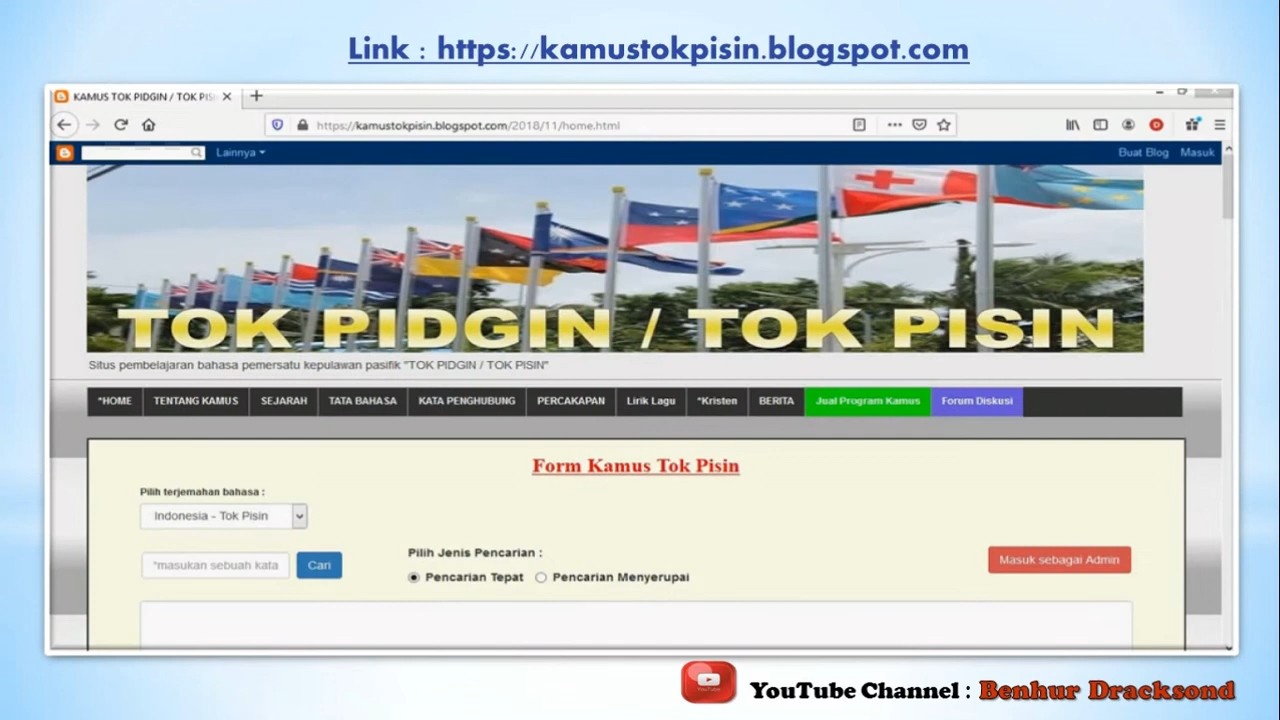 Link : https://kamustokpisin.blogspot.com
KAMUS TOK PIDGIN / TOK PIS
https://kamustokpisin.blogspot.com/2018/11/home.html
Lainnya
Buat Blog Masuk
TOK PIDGIN / TOK PISIN
Situs pembelajaran bahasa pemersatu kepulawan pasifik "TOK PIDGIN / TOK PISIN"
*HOME TENTANG KAMUS SEJARAH TATA BAHASA KATA PENGHUBUNG PERCAKAPAN Lirik Lagu *Kristen BERITA Jual Program Kamus Forum Diskusi
Form Kamus Tok Pisin
Pilih terjemahan bahasa :
Indonesia - Tok Pisin
Pilih Jenis Pencarian :
*masukan sebuah kata Cari
Pencarian Tepat Pencarian Menyerupai
Masuk sebagai Admin
YouTube
YouTube Channel : Benhur Dracksond